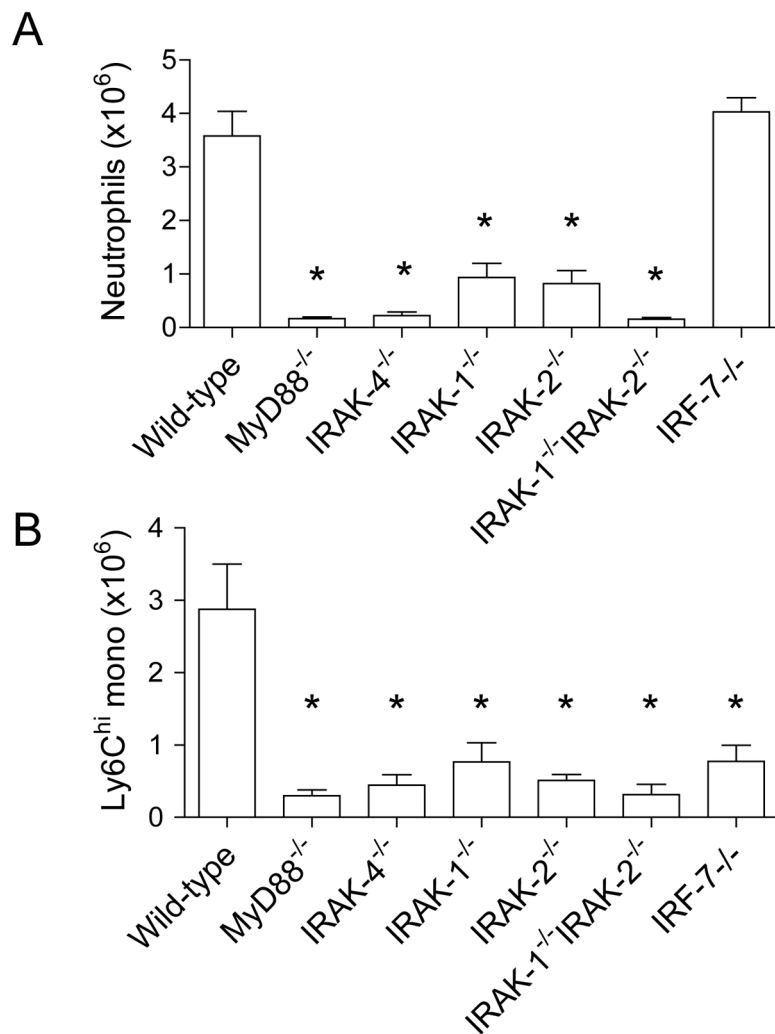 A
Neutrophils (x10⁶)
5
4
3
2
1
0
* * * * *
Wild-type
MyD88⁻/⁻
IRAK-4⁻/⁻
IRAK-1⁻/⁻
IRAK-2⁻/⁻
IRAK-1⁻/⁻IRAK-2⁻/⁻
IRF-7-/-
B
Ly6Cʰⁱ mono (x10⁶)
4
3
2
1
0
* * * * * *
Wild-type
MyD88⁻/⁻
IRAK-4⁻/⁻
IRAK-1⁻/⁻
IRAK-2⁻/⁻
IRAK-1⁻/⁻IRAK-2⁻/⁻
IRF-7-/-